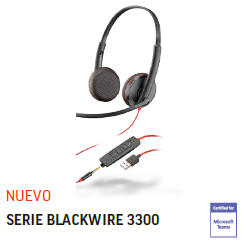 NUEVO
SERIE BLACKWIRE 3300
Certified for
Microsoft
Teams